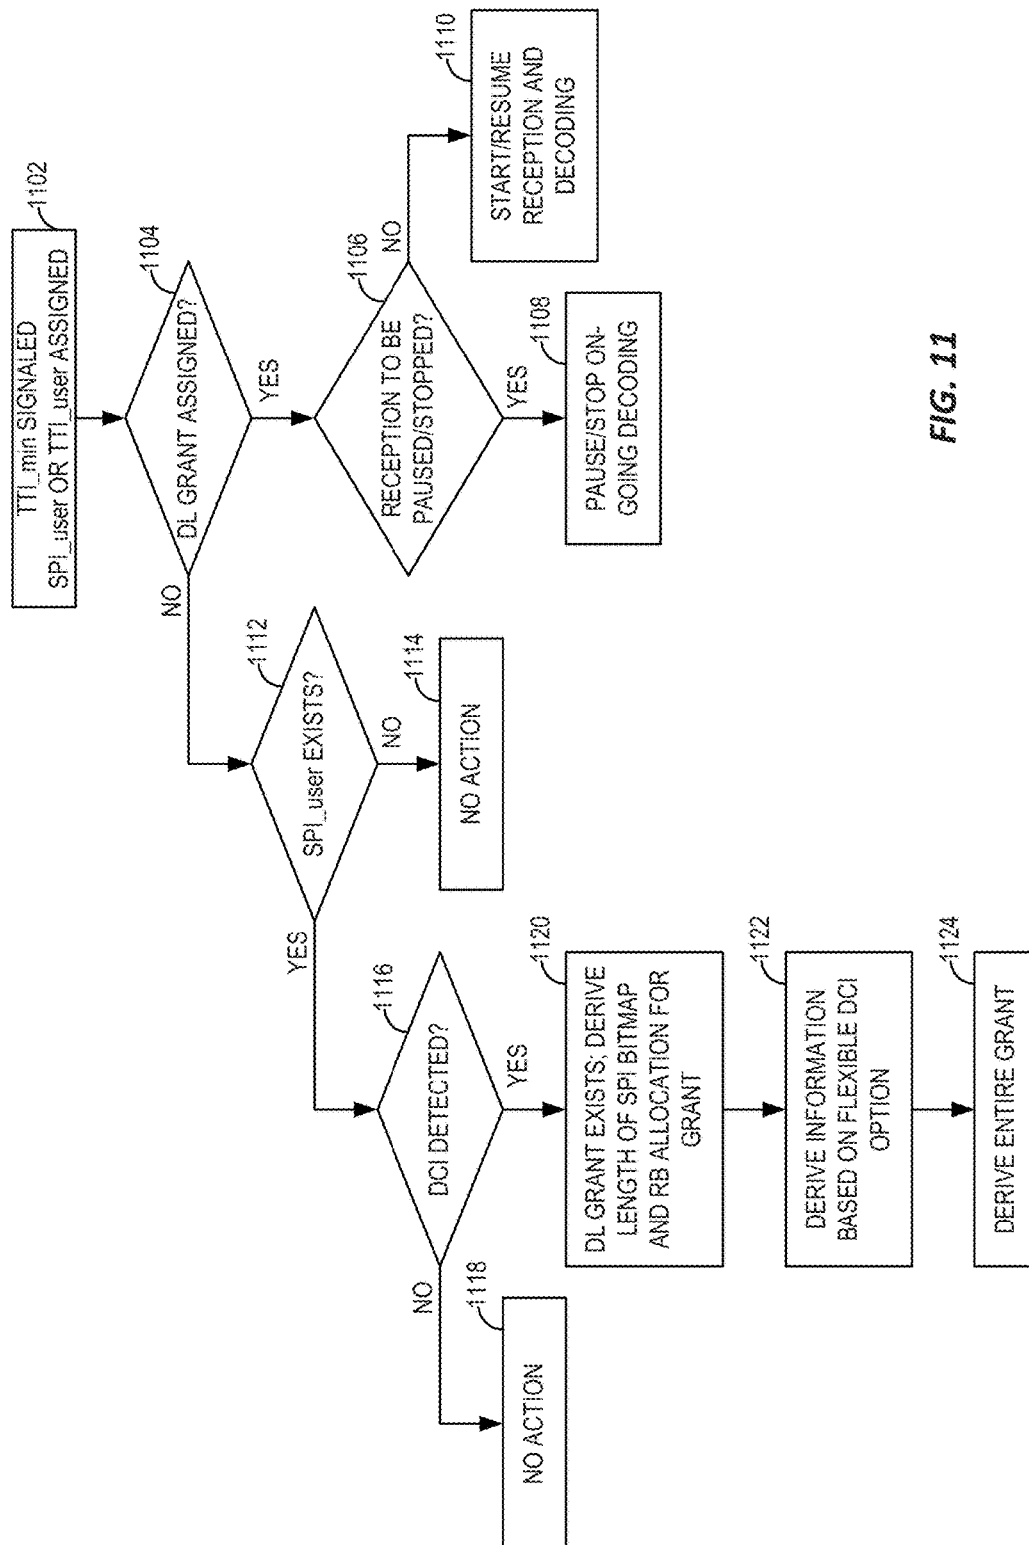 TTI_min SIGNALED
SPI_user OR TTI_user ASSIGNED
1102
DL GRANT ASSIGNED?
1104
NO
YES
RECEPTION TO BE
PAUSED/STOPPED?
1106
NO
YES
START/RESUME
RECEPTION AND
DECODING
1110
PAUSE/STOP ON-
GOING DECODING
1108
SPI_user EXISTS?
1112
YES
NO
NO ACTION
1114
DCI DETECTED?
1116
NO
YES
NO ACTION
1118
DL GRANT EXISTS; DERIVE
LENGTH OF SPI BITMAP
AND RB ALLOCATION FOR
GRANT
1120
DERIVE INFORMATION
BASED ON FLEXIBLE DCI
OPTION
1122
DERIVE ENTIRE GRANT
1124
FIG. 11